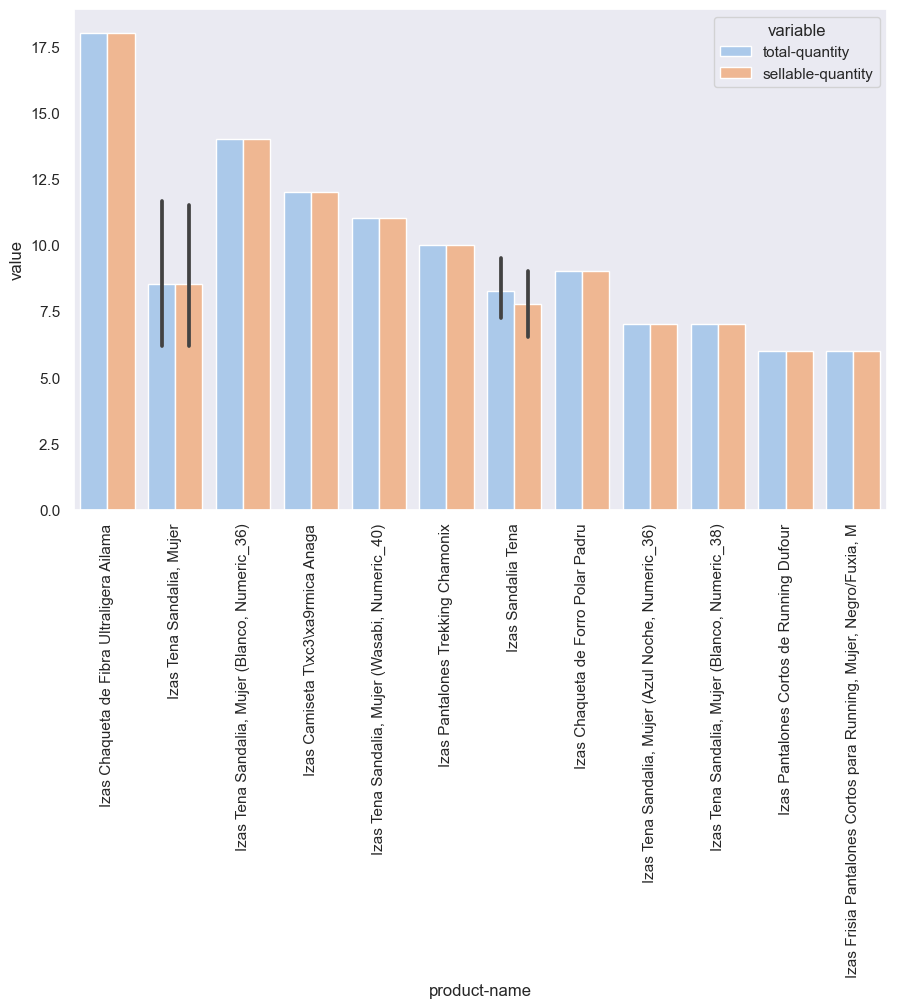 variable
total-quantity
sellable-quantity
value
17.5
15.0
12.5
10.0
7.5
5.0
2.5
0.0
Izas Chaqueta de Fibra Ultraligera Ailama
Izas Tena Sandalia, Mujer
Izas Tena Sandalia, Mujer (Blanco, Numeric_36)
Izas Camiseta T\xc3\xa9rmica Anaga
Izas Tena Sandalia, Mujer (Wasabi, Numeric_40)
Izas Pantalones Trekking Chamonix
Izas Sandalia Tena
Izas Chaqueta de Forro Polar Padru
Izas Tena Sandalia, Mujer (Azul Noche, Numeric_36)
Izas Tena Sandalia, Mujer (Blanco, Numeric_38)
Izas Pantalones Cortos de Running Dufour
Izas Frisia Pantalones Cortos para Running, Mujer, Negro/Fuxia, M
product-name